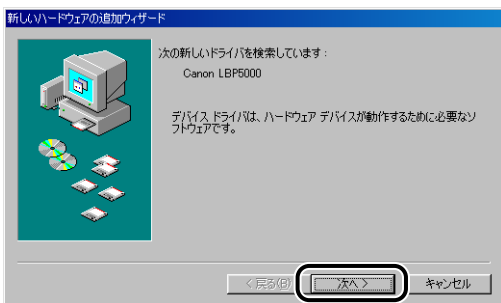 新しいハードウェアの追加ウィザード
次の新しいドライバを検索しています：
Canon LBP5000
デバイス ドライバは、ハードウェア デバイスが動作するために必要なソ
フトウェアです。
< 戻る(B)
次へ >
キャンセル